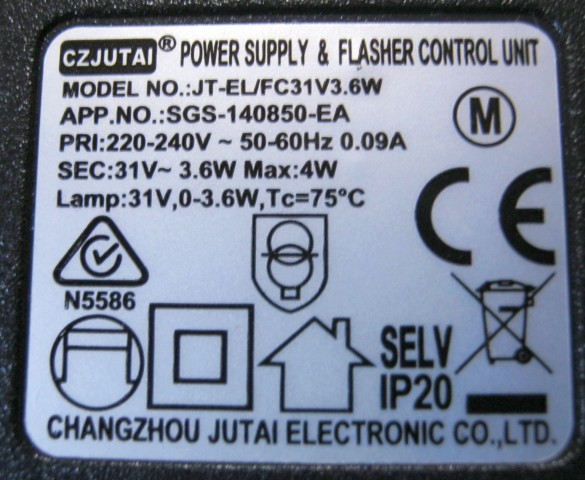 CZJUTAI® POWER SUPPLY & FLASHER CONTROL UNIT
MODEL NO.:JT-EL/FC31V3.6W
APP.NO.:SGS-140850-EA
PRI:220-240V ~ 50-60Hz 0.09A
SEC:31V~ 3.6W Max:4W
Lamp:31V,0-3.6W,Tc=75°C
M
CE
N5586
SELV
IP20
CHANGZHOU JUTAI ELECTRONIC CO.,LTD.